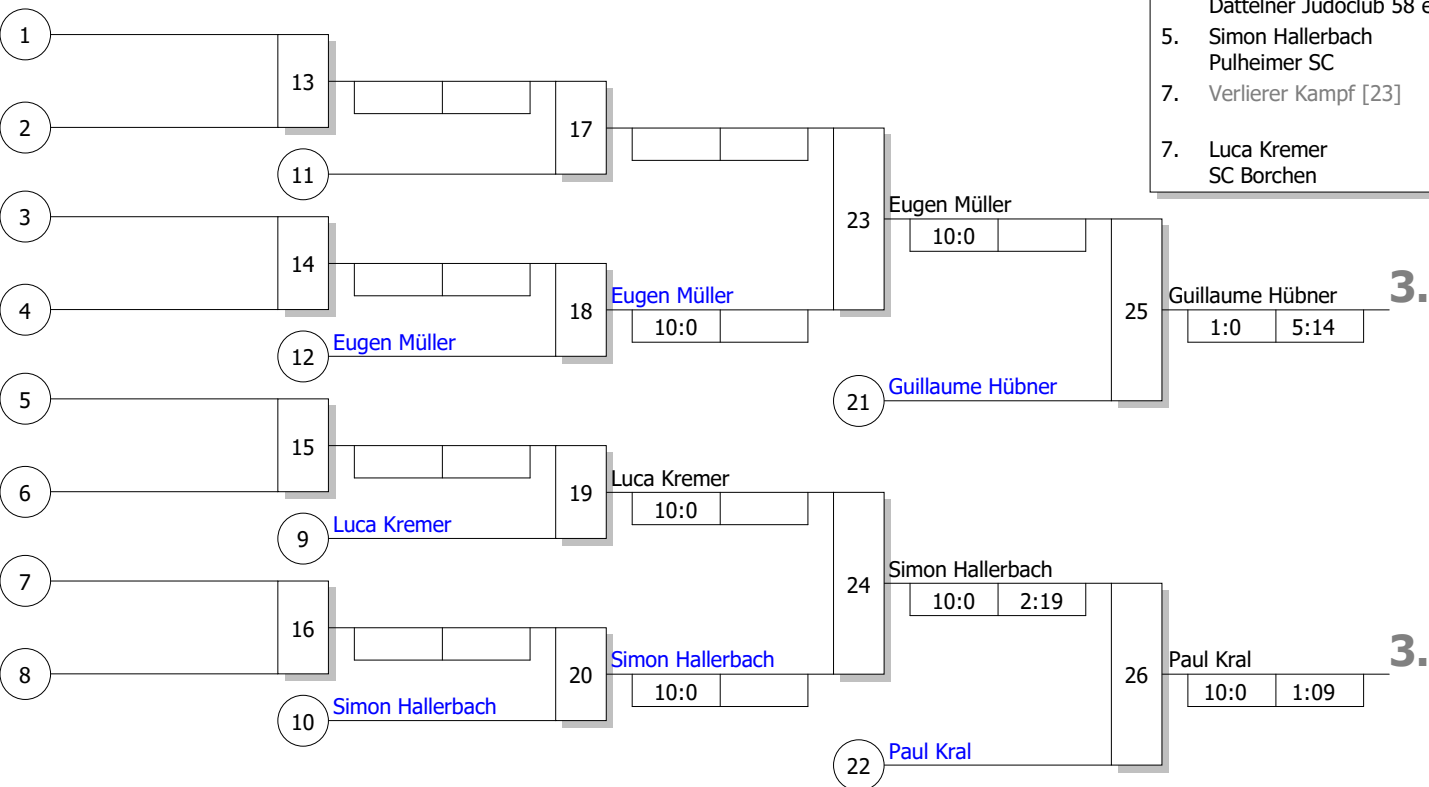 Dattelner Judoclub 58 e
5. Simon Hallerbach
Pulheimer SC
7. Verlierer Kampf [23]
7. Luca Kremer
SC Borchen
1
13
2
17
11
3
23
Eugen Müller
10:0
14
4
18
Eugen Müller
10:0
12
Eugen Müller
25
Guillaume Hübner
3.
1:0
5:14
21
Guillaume Hübner
5
15
6
19
Luca Kremer
10:0
9
Luca Kremer
7
24
Simon Hallerbach
10:0
2:19
16
8
20
Simon Hallerbach
10:0
10
Simon Hallerbach
26
Paul Kral
3.
10:0
1:09
22
Paul Kral